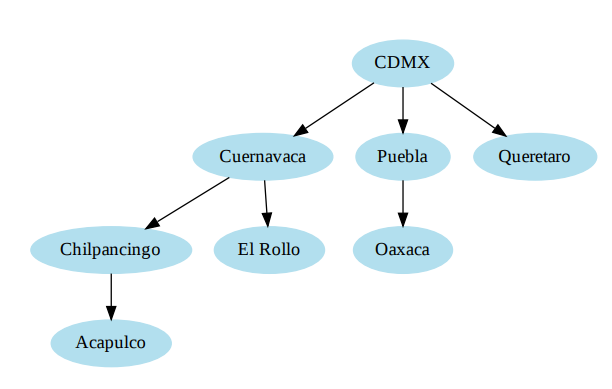 CDMX
Cuernavaca
Puebla
Queretaro
Chilpancingo
El Rollo
Oaxaca
Acapulco